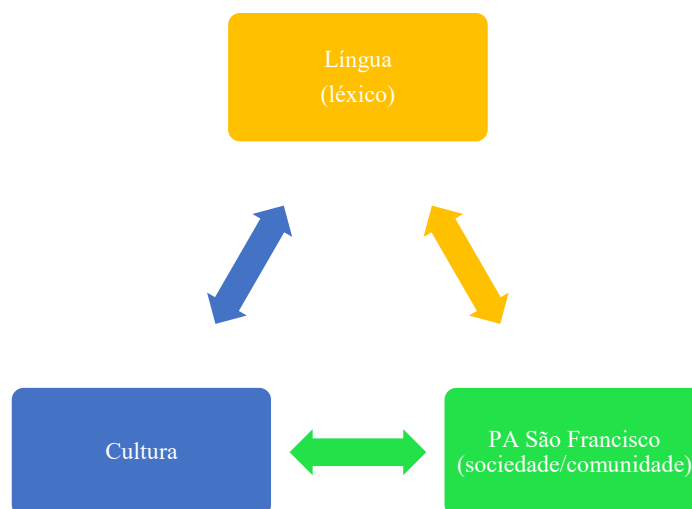 Língua
(léxico)
Cultura
PA São Francisco
(sociedade/comunidade)